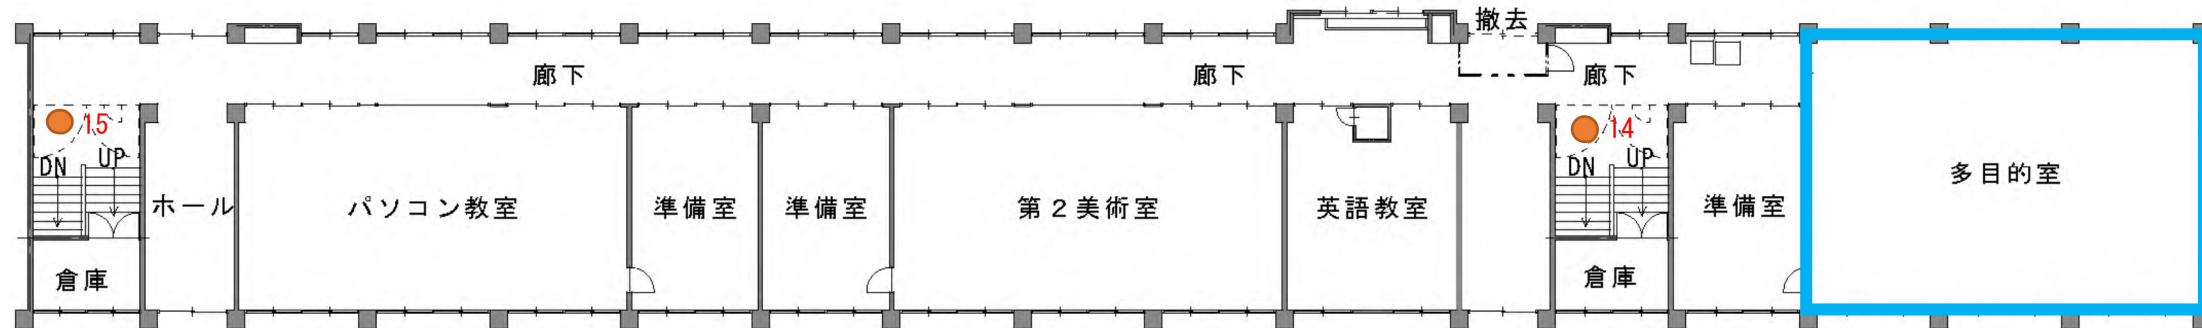 撤去
廊下
廊下
廊下
15
14
DN
UP
DN
UP
多目的室
ホール
パソコン教室
準備室
準備室
第2美術室
英語教室
準備室
倉庫
倉庫